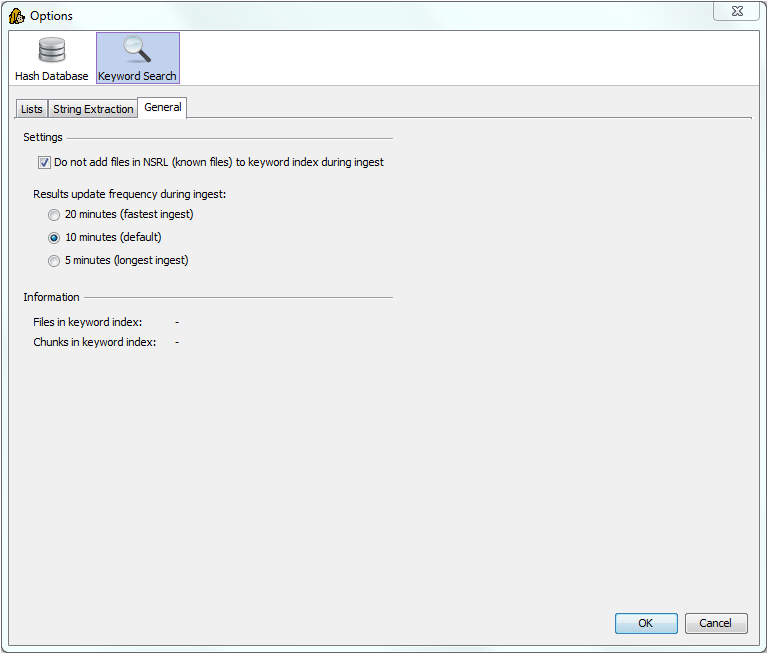 Options
Hash Database
Keyword Search
Lists
String Extraction
General
Settings
Do not add files in NSRL (known files) to keyword index during ingest
Results update frequency during ingest:
20 minutes (fastest ingest)
10 minutes (default)
5 minutes (longest ingest)
Information
Files in keyword index: -
Chunks in keyword index: -
OK
Cancel